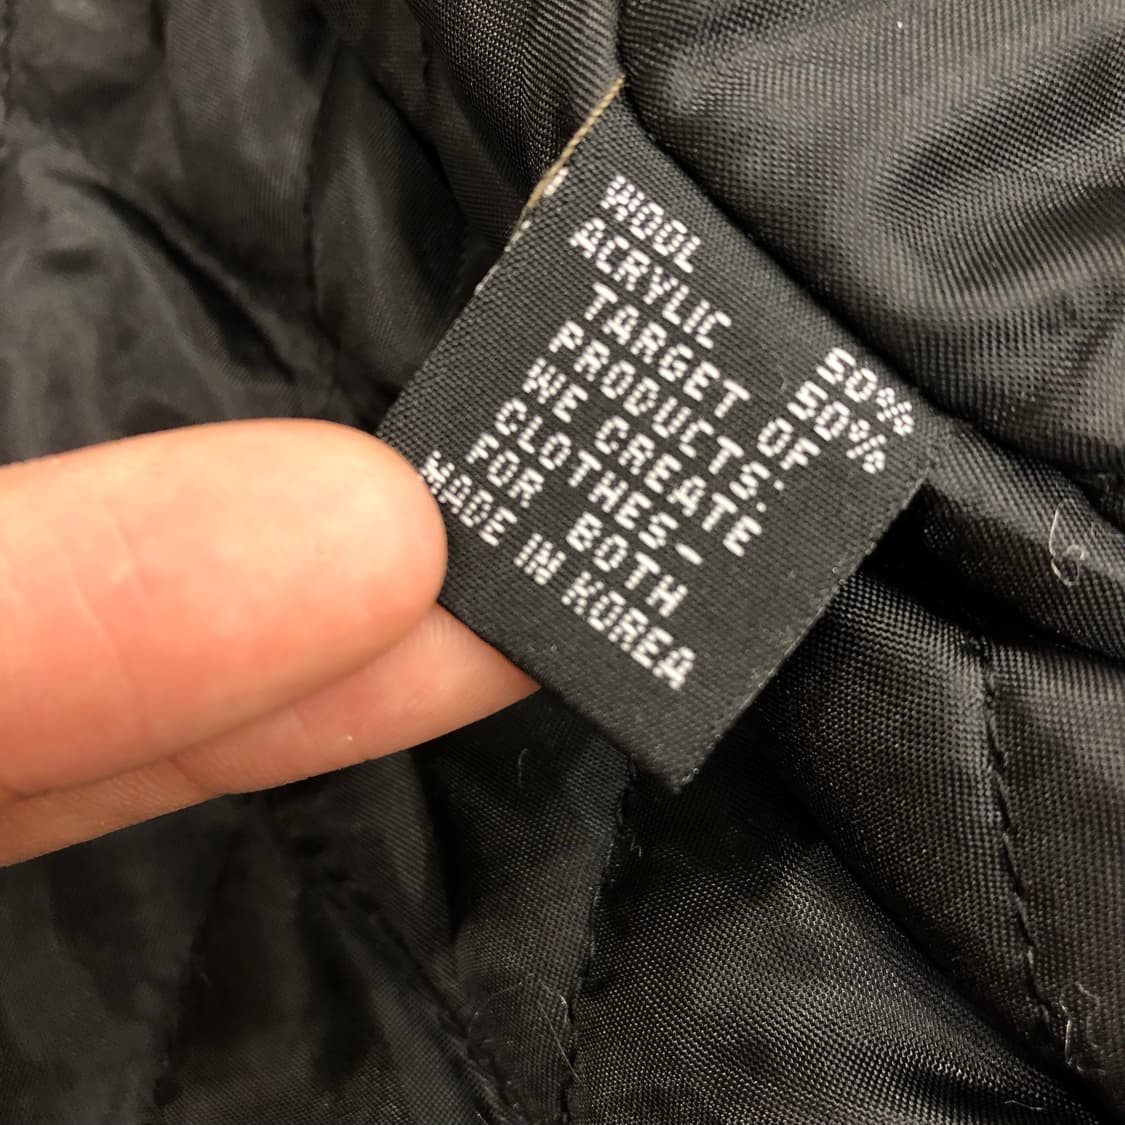 WOOL 50%
ACRYLIC 50%
TARGET OF
PRODUCTS.
WE CREATE
CLOTHES-
FOR BOTH
MADE IN KOREA